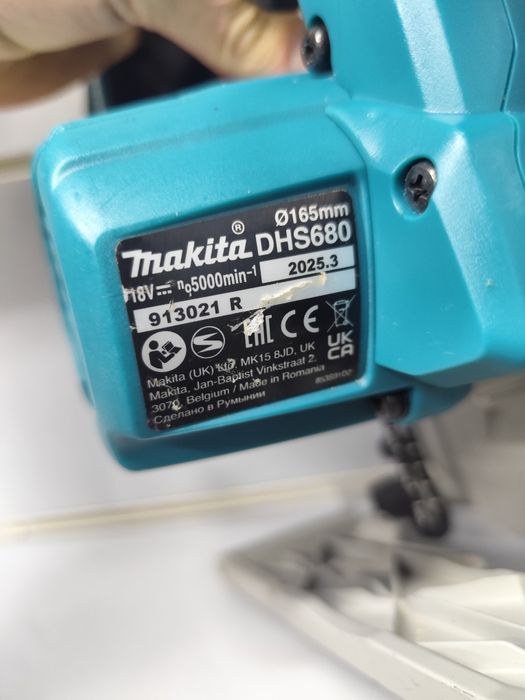 Ø165mm
makita® DHS680
18V⎓ n₀5000min-1 2025.3
913021 R
EAC CE UK CA
Makita (UK) Ltd, MK15 8JD, UK
Makita, Jan-Baptist Vinkstraat 2,
3070, Belgium / Made in Romania
Сделано в Румынии